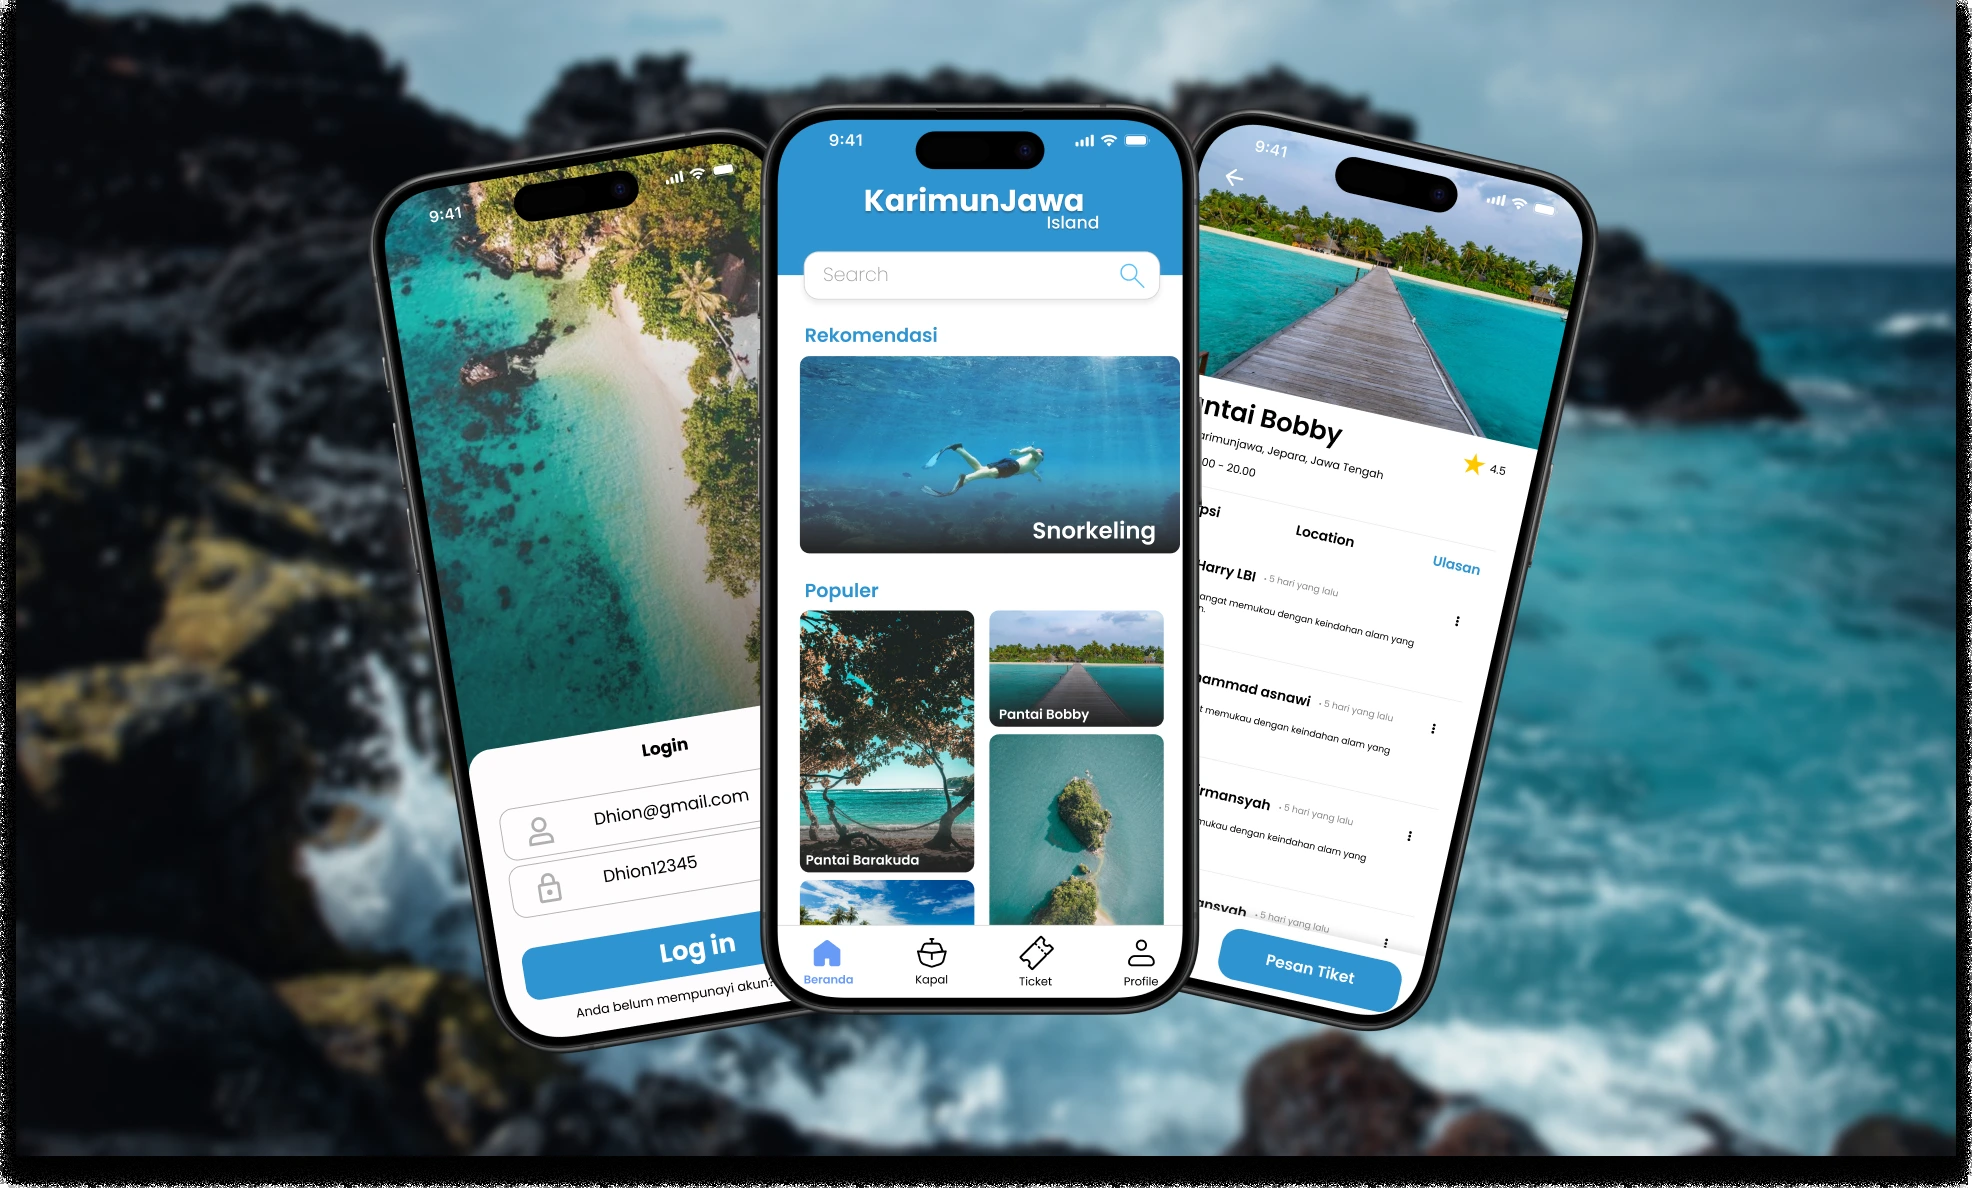 9:41
Login
Dhion@gmail.com
Dhion12345
Log in
Anda belum mempunyai akun?
9:41
KarimunJawa
Island
Search
Rekomendasi
Snorkeling
Populer
Pantai Barakuda
Pantai Bobby
Beranda
Kapal
Ticket
Profile
9:41
ntai Bobby
arimunjawa, Jepara, Jawa Tengah
4.5
00 - 20.00
psi
Location
Ulasan
Harry LBI • 5 hari yang lalu
angat memukau dengan keindahan alam yang
n.
ammad asnawi • 5 hari yang lalu
t memukau dengan keindahan alam yang
rmansyah • 5 hari yang lalu
mukau dengan keindahan alam yang
ansyah • 5 hari yang lalu
Pesan Tiket